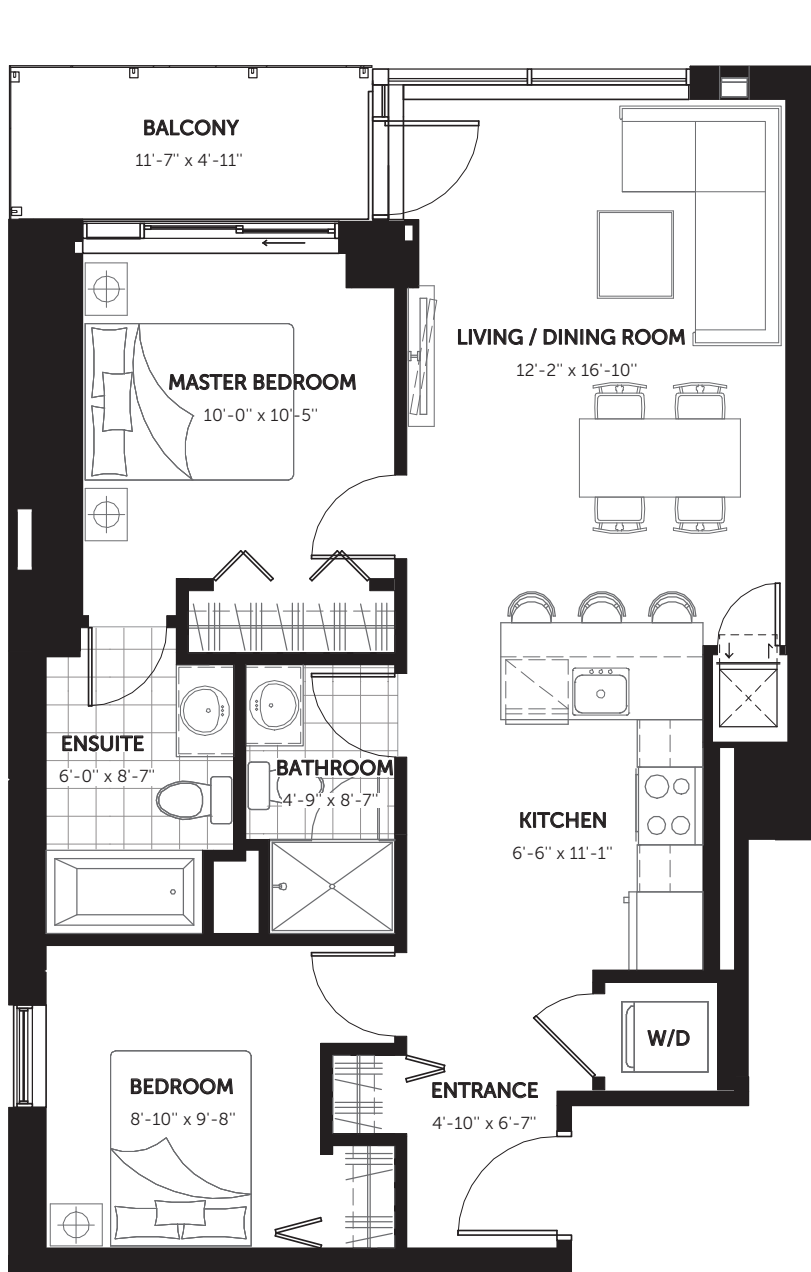 BALCONY
11'-7" x 4'-11"
LIVING / DINING ROOM
12'-2" x 16'-10"
MASTER BEDROOM
10'-0" x 10'-5"
ENSUITE
6'-0" x 8'-7"
BATHROOM
4'-9" x 8'-7"
KITCHEN
6'-6" x 11'-1"
W/D
BEDROOM
8'-10" x 9'-8"
ENTRANCE
4'-10" x 6'-7"